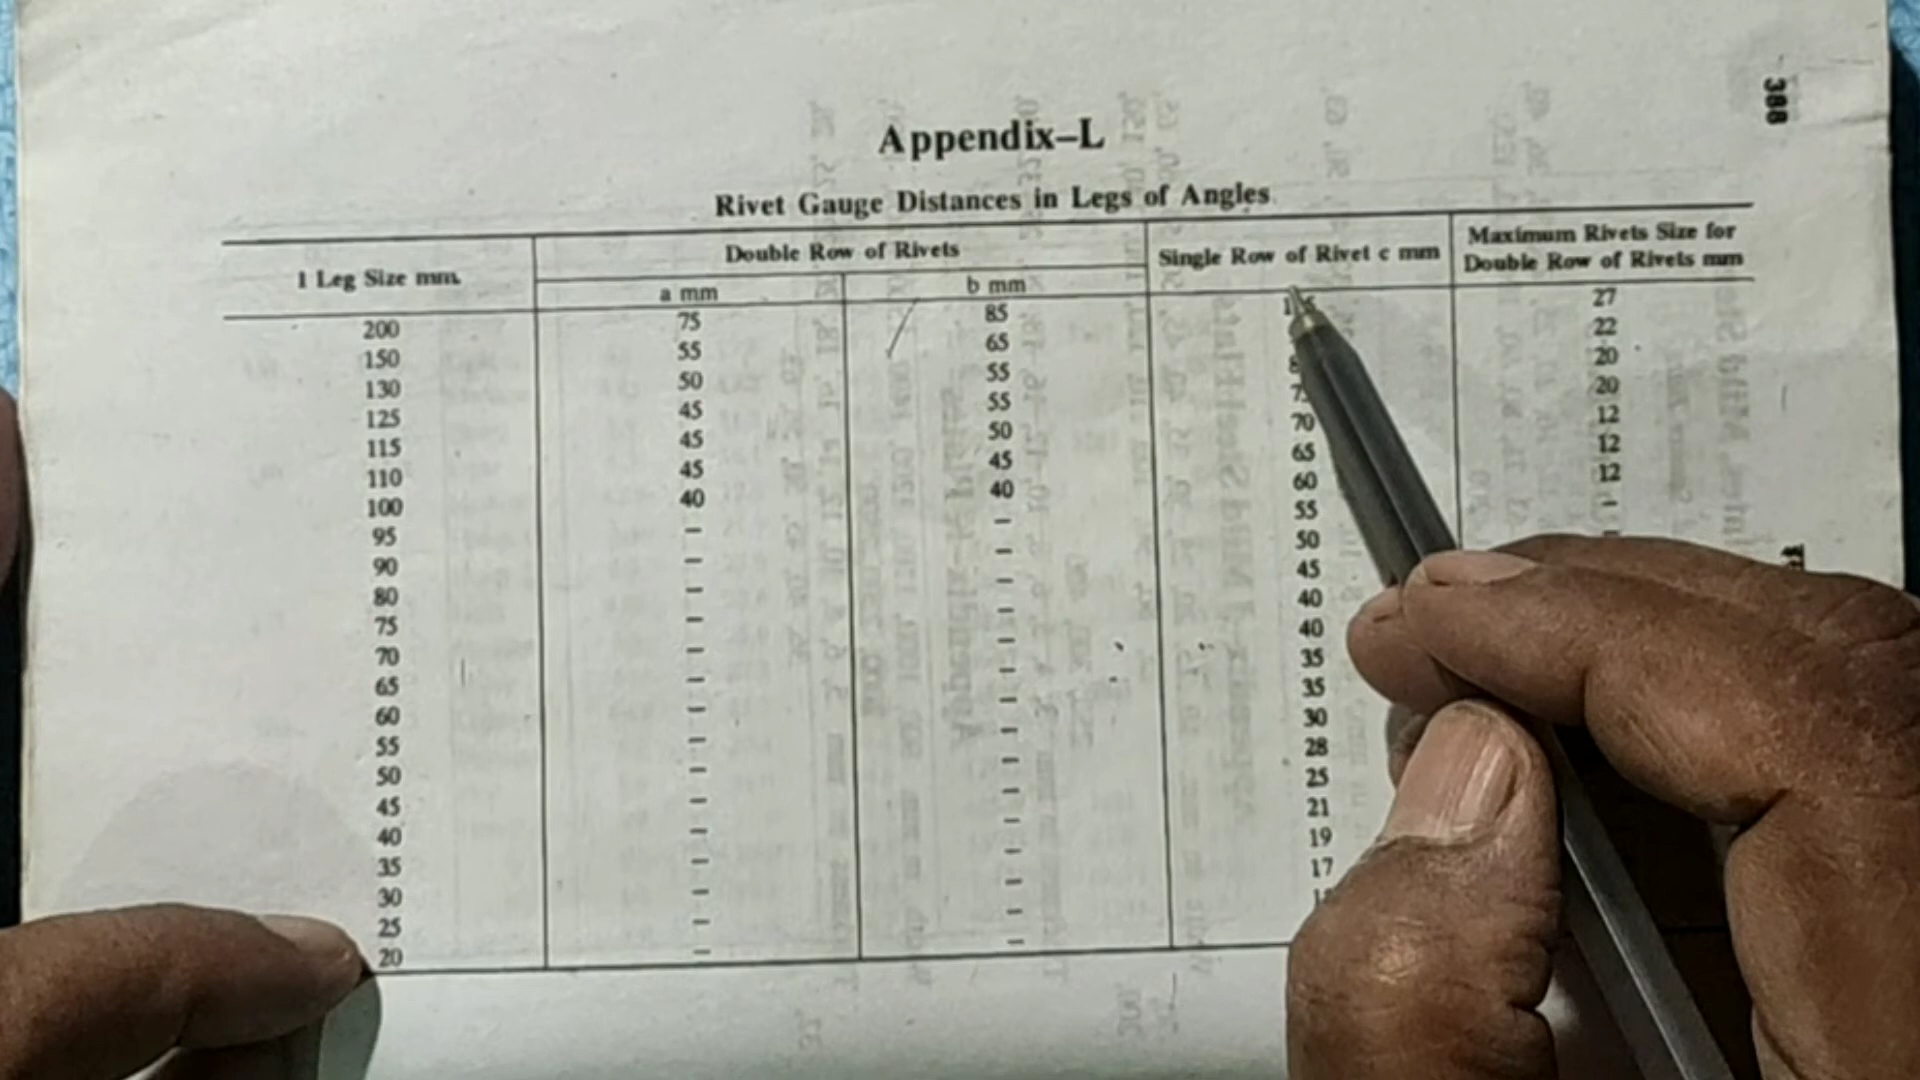 388
Appendix–L
Rivet Gauge Distances in Legs of Angles
1 Leg Size mm. Double Row of Rivets Single Row of Rivet c mm Maximum Rivets Size for Double Row of Rivets mm
a mm b mm
200 75 85 27
150 55 65 22
130 50 55 20
125 45 55 20
115 45 50 70 12
110 45 45 65 12
100 40 40 60 12
95 – – 55 –
90 – – 50 –
80 – – 45 –
75 – – 40
70 – – 40
65 – – 35
60 – – 35
55 – – 30
50 – – 28
45 – – 25
40 – – 21
35 – – 19
30 – – 17
25 – –
20 – –